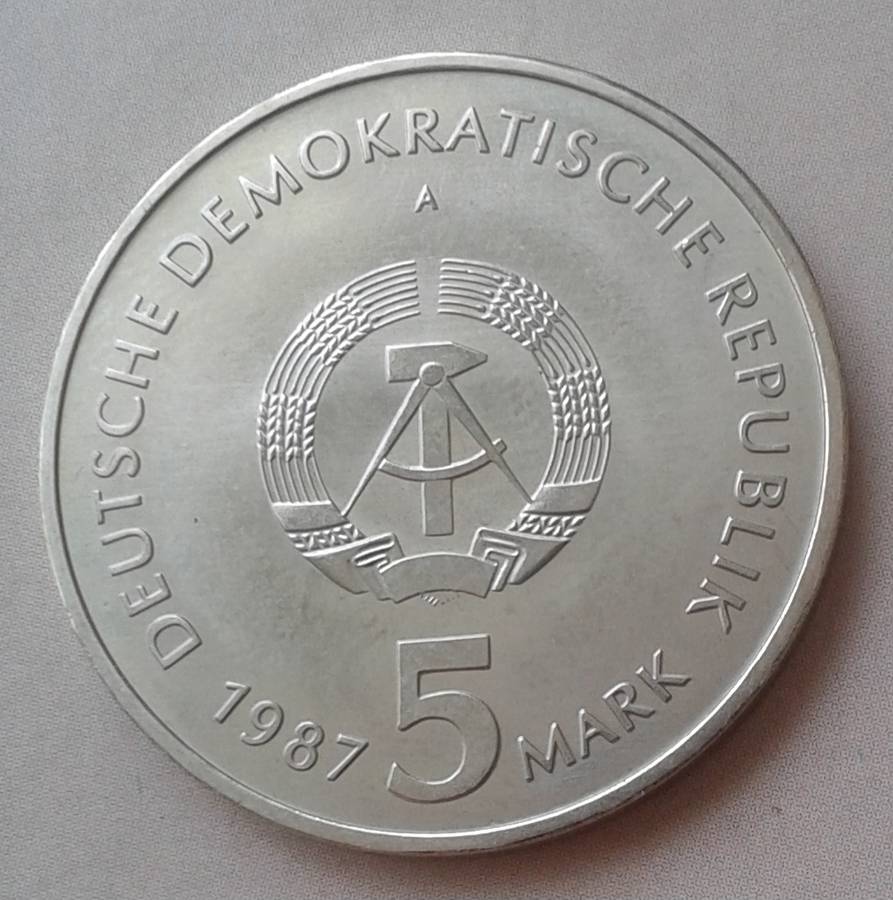 DEUTSCHE DEMOKRATISCHE REPUBLIK
A
1987 5 MARK